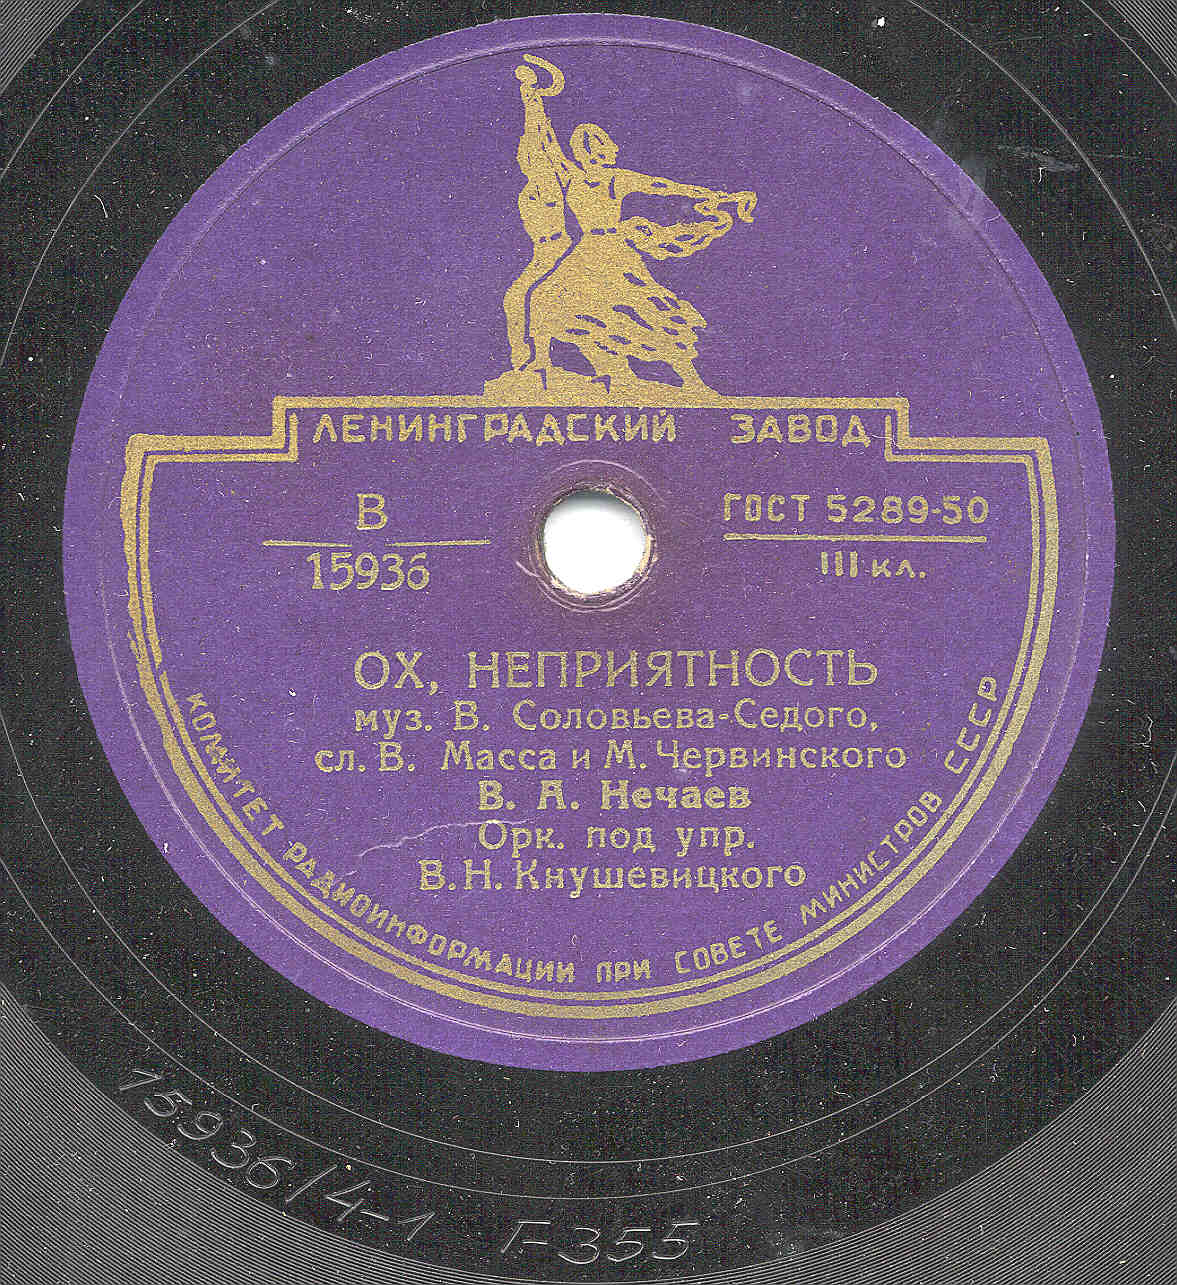 ЛЕНИНГРАДСКИЙ ЗАВОД
В
15936
ГОСТ 5289-50
III кл.
ОХ, НЕПРИЯТНОСТЬ
муз. В. Соловьева-Седого,
сл. В. Масса и М. Червинского
В. А. Нечаев
Орк. под упр.
В. Н. Кнушевицкого
КОМИТЕТ РАДИОИНФОРМАЦИИ ПРИ СОВЕТЕ МИНИСТРОВ СССР
15936/4-1 Г-355